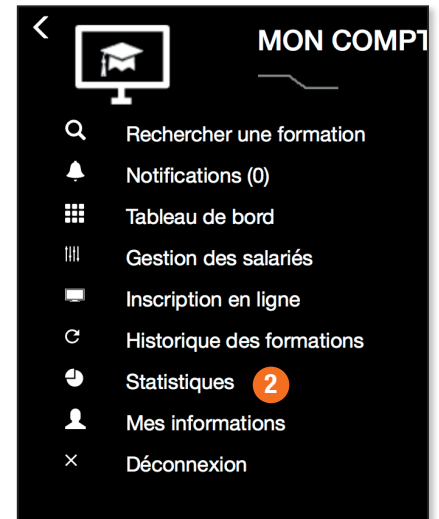 MON COMPT
Rechercher une formation
Notifications (0)
Tableau de bord
Gestion des salariés
Inscription en ligne
Historique des formations
Statistiques 2
Mes informations
Déconnexion